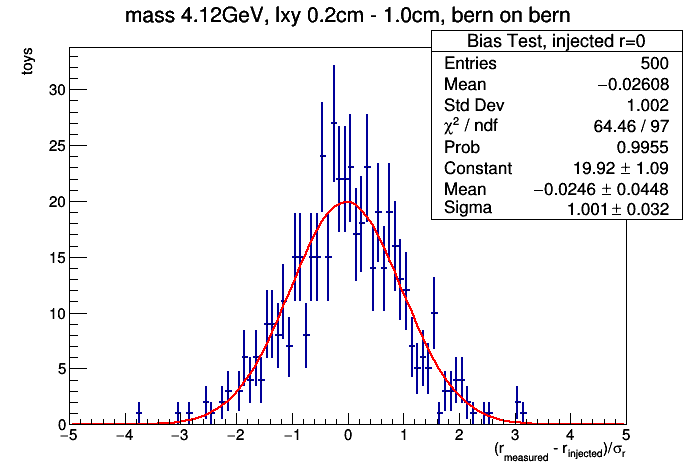 mass 4.12GeV, lxy 0.2cm - 1.0cm, bern on bern
Bias Test, injected r=0
Entries 500
Mean −0.02608
Std Dev 1.002
χ² / ndf 64.46 / 97
Prob 0.9955
Constant 19.92 ± 1.09
Mean −0.0246 ± 0.0448
Sigma 1.001 ± 0.032
toys
30
25
20
15
10
5
0
−5 −4 −3 −2 −1 0 1 2 3 4 5
(r_measured - r_injected)/σ_r